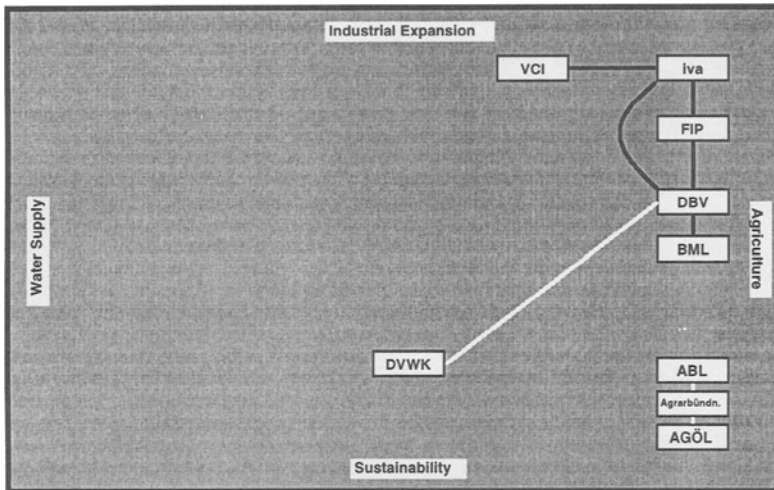 Industrial Expansion
VCI
iva
FIP
DBV
BML
Water Supply
Agriculture
DVWK
ABL
Agrarbündn.
AGÖL
Sustainability